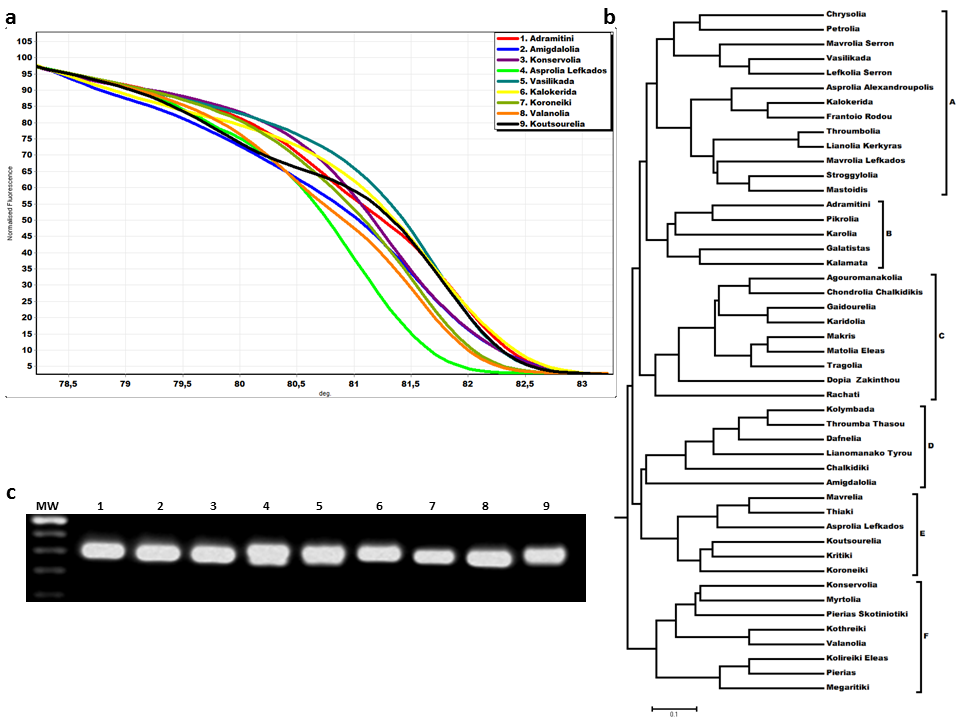 a
105
100
95
90
85
80
75
70
65
60
55
50
45
40
35
30
25
20
15
10
5
Normalised Fluorescence
78,5 79 79,5 80 80,5 81 81,5 82 82,5 83
deg.
1. Adramitini
2. Amigdalolia
3. Konservolia
4. Asprolia Lefkados
5. Vasilikada
6. Kalokerida
7. Koroneiki
8. Valanolia
9. Koutsourelia
b
Chrysolia
Petrolia
Mavrolia Serron
Vasilikada
Lefkolia Serron
Asprolia Alexandroupolis
Kalokerida
Frantoio Rodou
Throumbolia
Lianolia Kerkyras
Mavrolia Lefkados
Stroggylolia
Mastoidis
A
Adramitini
Pikrolia
Karolia
Galatistas
Kalamata
B
Agouromanakolia
Chondrolia Chalkidikis
Gaidourelia
Karidolia
Makris
Matolia Eleas
Tragolia
Dopia Zakinthou
Rachati
C
Kolymbada
Throumba Thasou
Dafnelia
Lianomanako Tyrou
Chalkidiki
Amigdalolia
D
Mavrelia
Thiaki
Asprolia Lefkados
Koutsourelia
Kritiki
Koroneiki
E
Konservolia
Myrtolia
Pierias Skotiniotiki
Kothreiki
Valanolia
Kolireiki Eleas
Pierias
Megaritiki
F
0.1
c
MW 1 2 3 4 5 6 7 8 9